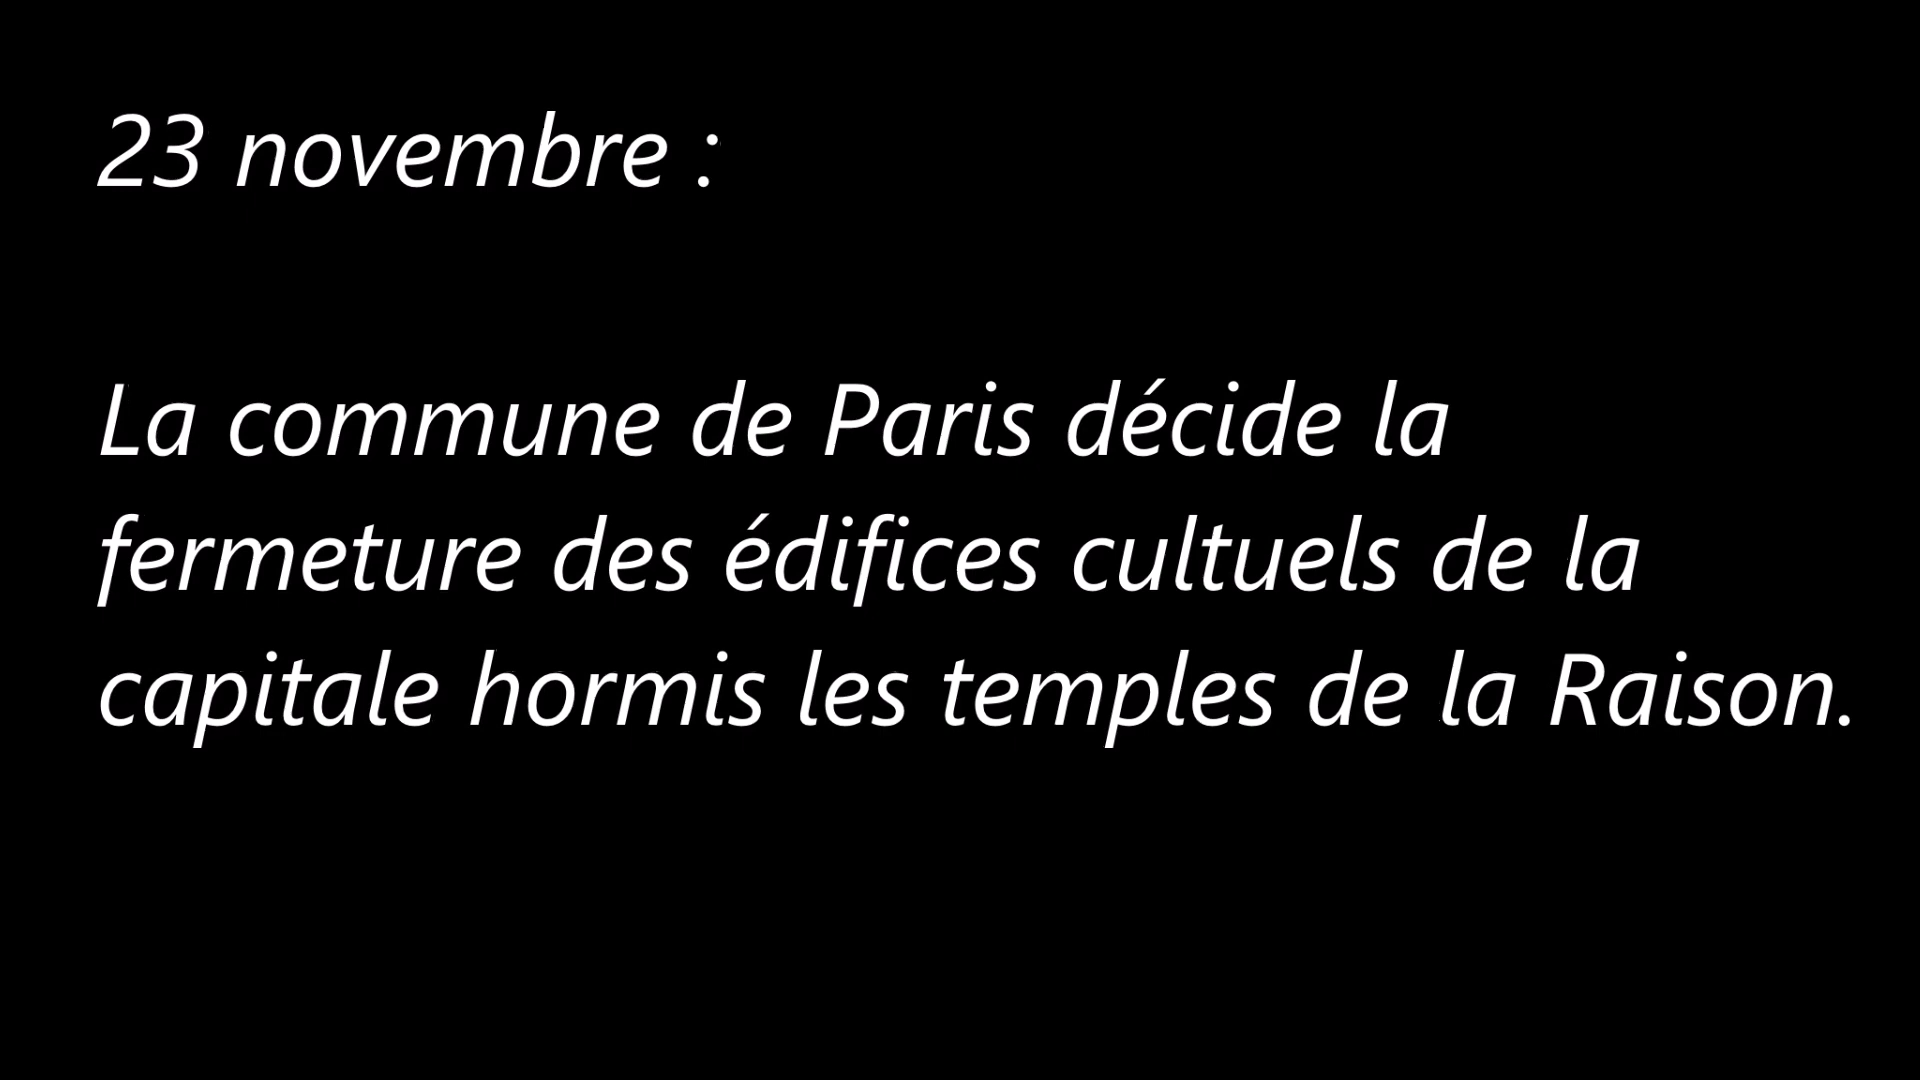 23 novembre :
La commune de Paris décide la
fermeture des édifices cultuels de la
capitale hormis les temples de la Raison.